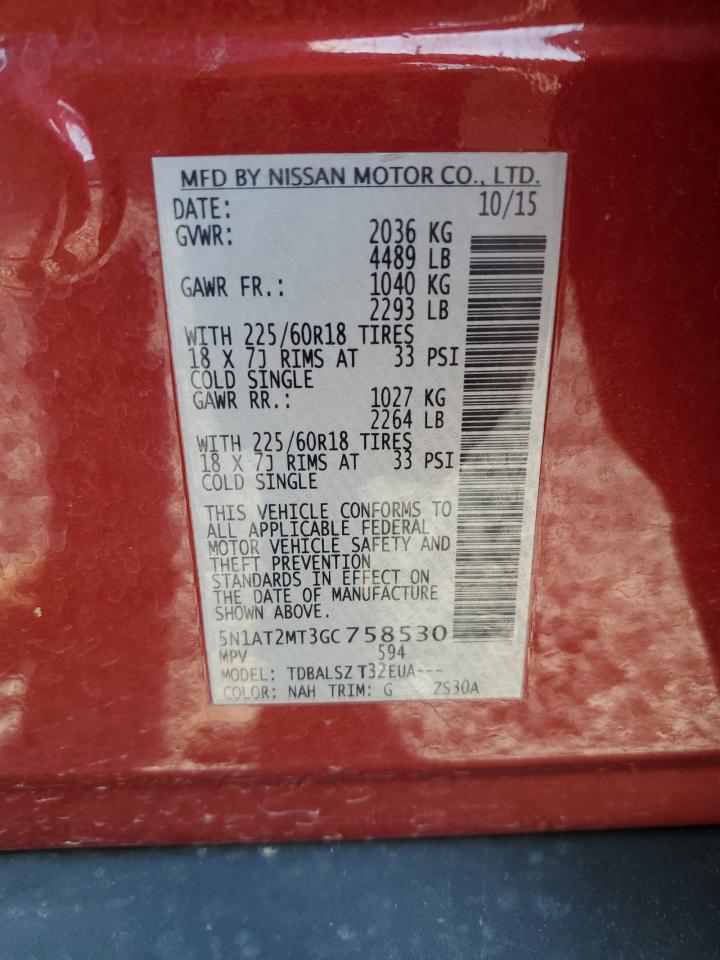 MFD BY NISSAN MOTOR CO., LTD.
DATE: 10/15
GVWR: 2036 KG
4489 LB
GAWR FR.: 1040 KG
2293 LB
WITH 225/60R18 TIRES
18 X 7J RIMS AT 33 PSI
COLD SINGLE
GAWR RR.: 1027 KG
2264 LB
WITH 225/60R18 TIRES
18 X 7J RIMS AT 33 PSI
COLD SINGLE
THIS VEHICLE CONFORMS TO
ALL APPLICABLE FEDERAL
MOTOR VEHICLE SAFETY AND
THEFT PREVENTION
STANDARDS IN EFFECT ON
THE DATE OF MANUFACTURE
SHOWN ABOVE.
5N1AT2MT3GC758530
MPV 594
MODEL: TDBALSZ T32EUA---
COLOR: NAH TRIM: G ZS30A